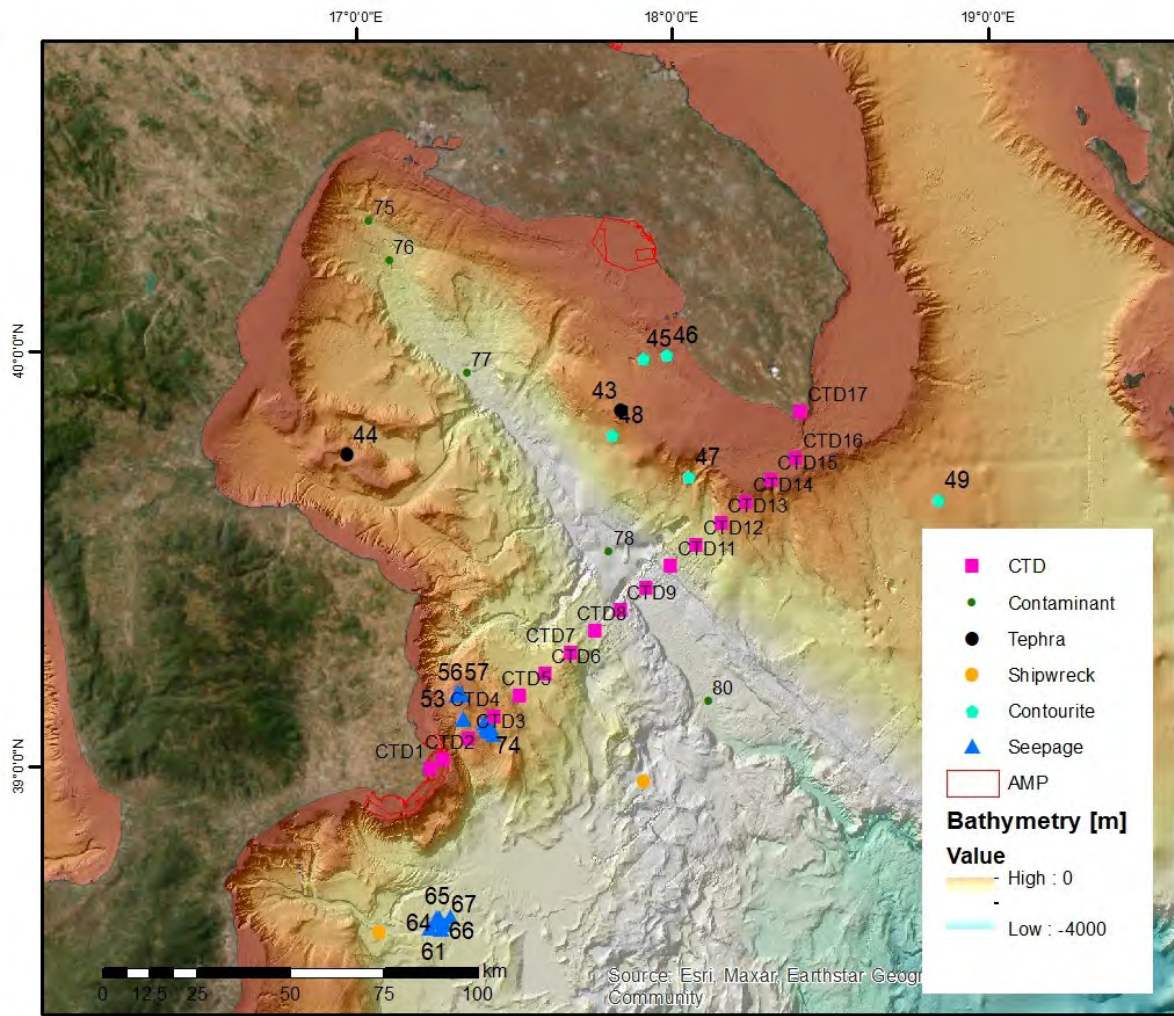 17°0'0"E
18°0'0"E
19°0'0"E
75
76
40°0'0"N
45 46
77
43
48
CTD17
44
CTD16
47
CTD15
CTD14
49
CTD13
CTD12
78
CTD11
CTD9
CTD8
CTD7
CTD6
56 57
CTD5
53
CTD4
80
CTD3
74
CTD2
CTD1
39°0'0"N
65 67
64
66
61
km
0 12.5 25 50 75 100
Source: Esri, Maxar, Earthstar Geogr
Community
CTD
Contaminant
Tephra
Shipwreck
Contourite
Seepage
AMP
Bathymetry [m]
Value
High : 0
Low : -4000